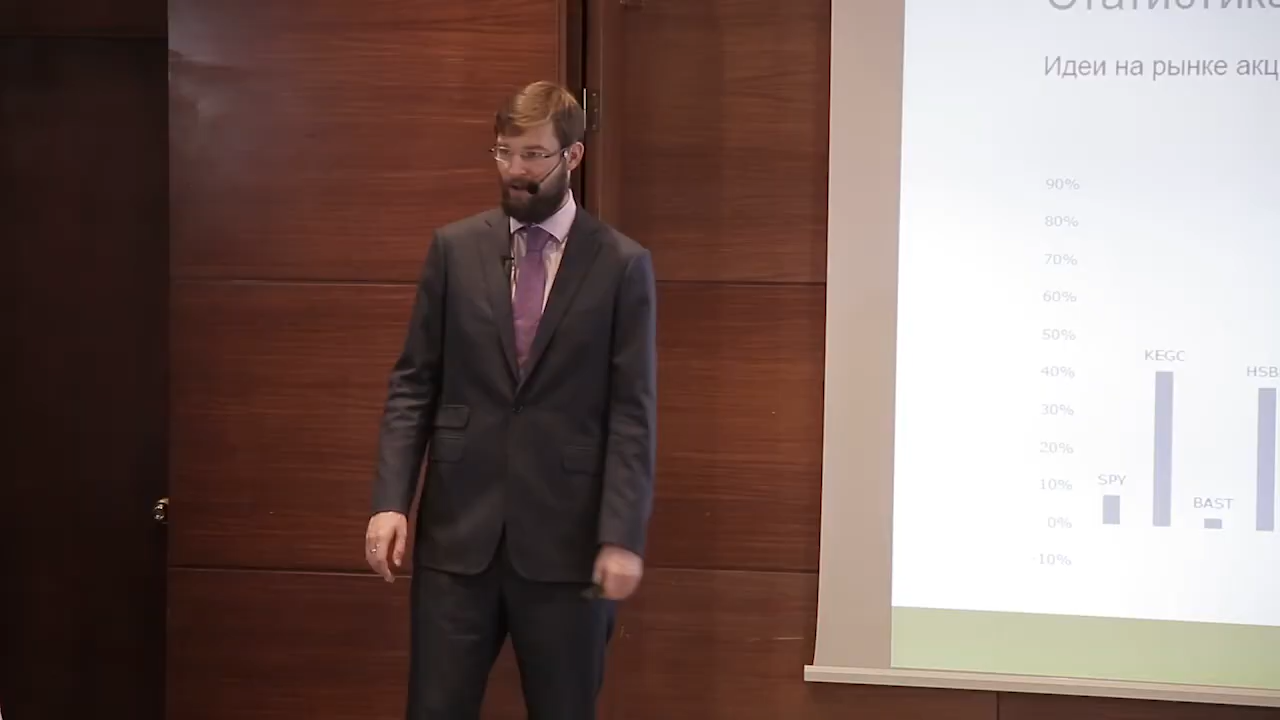 Статистика
Идеи на рынке акц
90%
80%
70%
60%
50%
KEGC
40%
HSB
30%
20%
SPY
10%
BAST
0%
10%